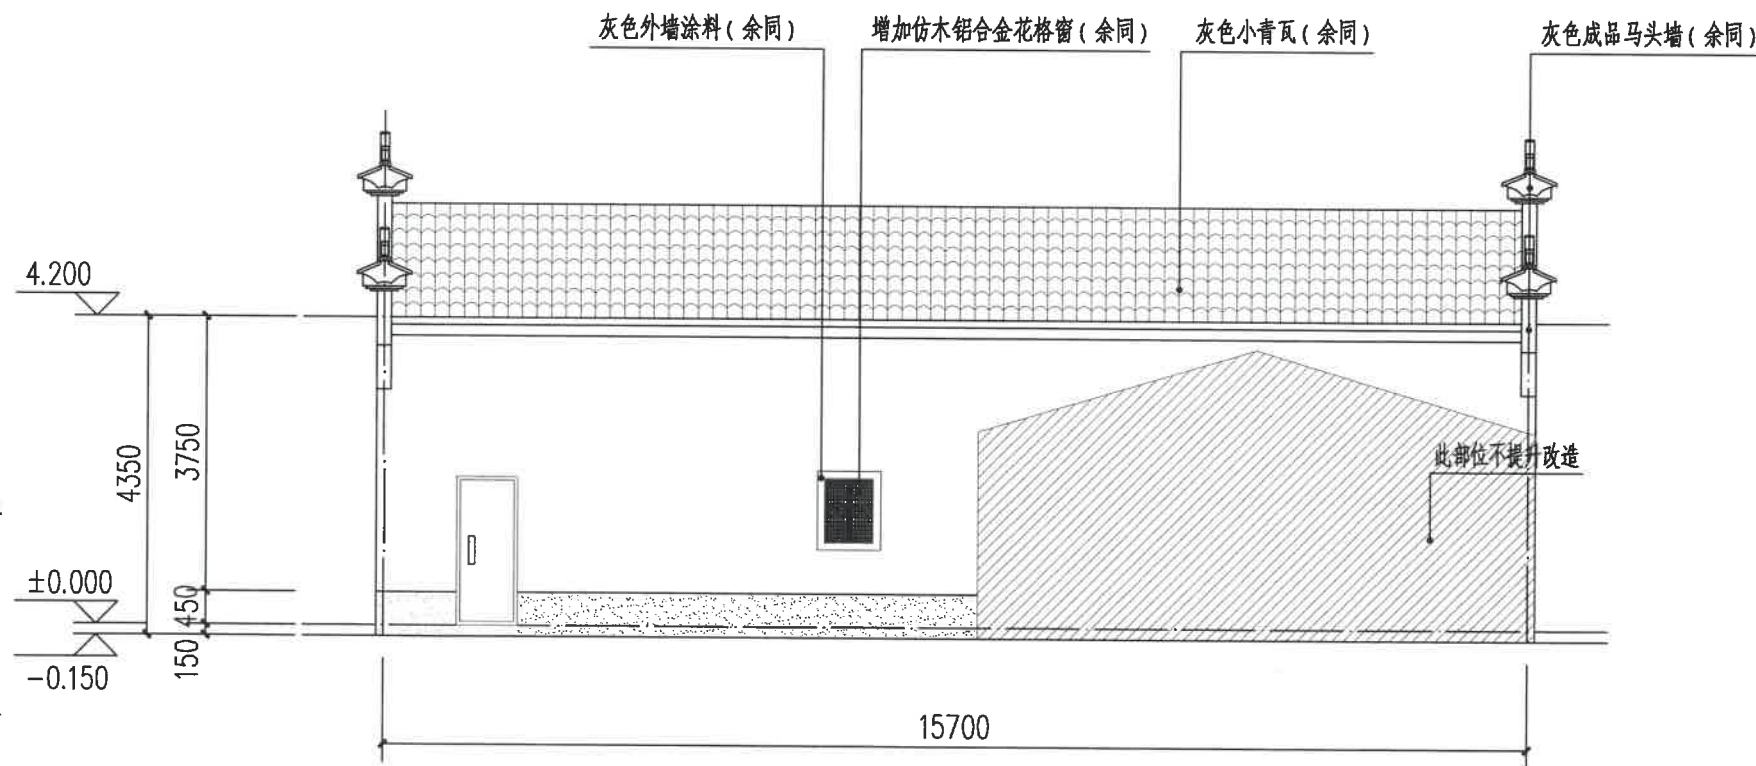 灰色外墙涂料(余同)
增加仿木铝合金花格窗(余同)
灰色小青瓦(余同)
灰色成品马头墙(余同)
4.200
4350
3750
此部位不提升改造
±0.000
450
150
-0.150
15700